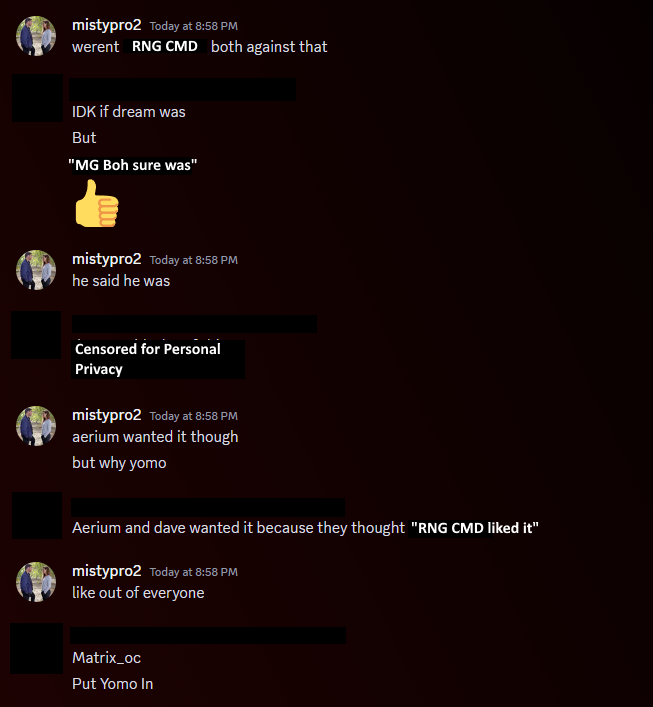 mistypro2 Today at 8:58 PM
werent RNG CMD both against that
IDK if dream was
But
"MG Boh sure was"
mistypro2 Today at 8:58 PM
he said he was
Censored for Personal
Privacy
mistypro2 Today at 8:58 PM
aerium wanted it though
but why yomo
Aerium and dave wanted it because they thought "RNG CMD liked it"
mistypro2 Today at 8:58 PM
like out of everyone
Matrix_oc
Put Yomo In